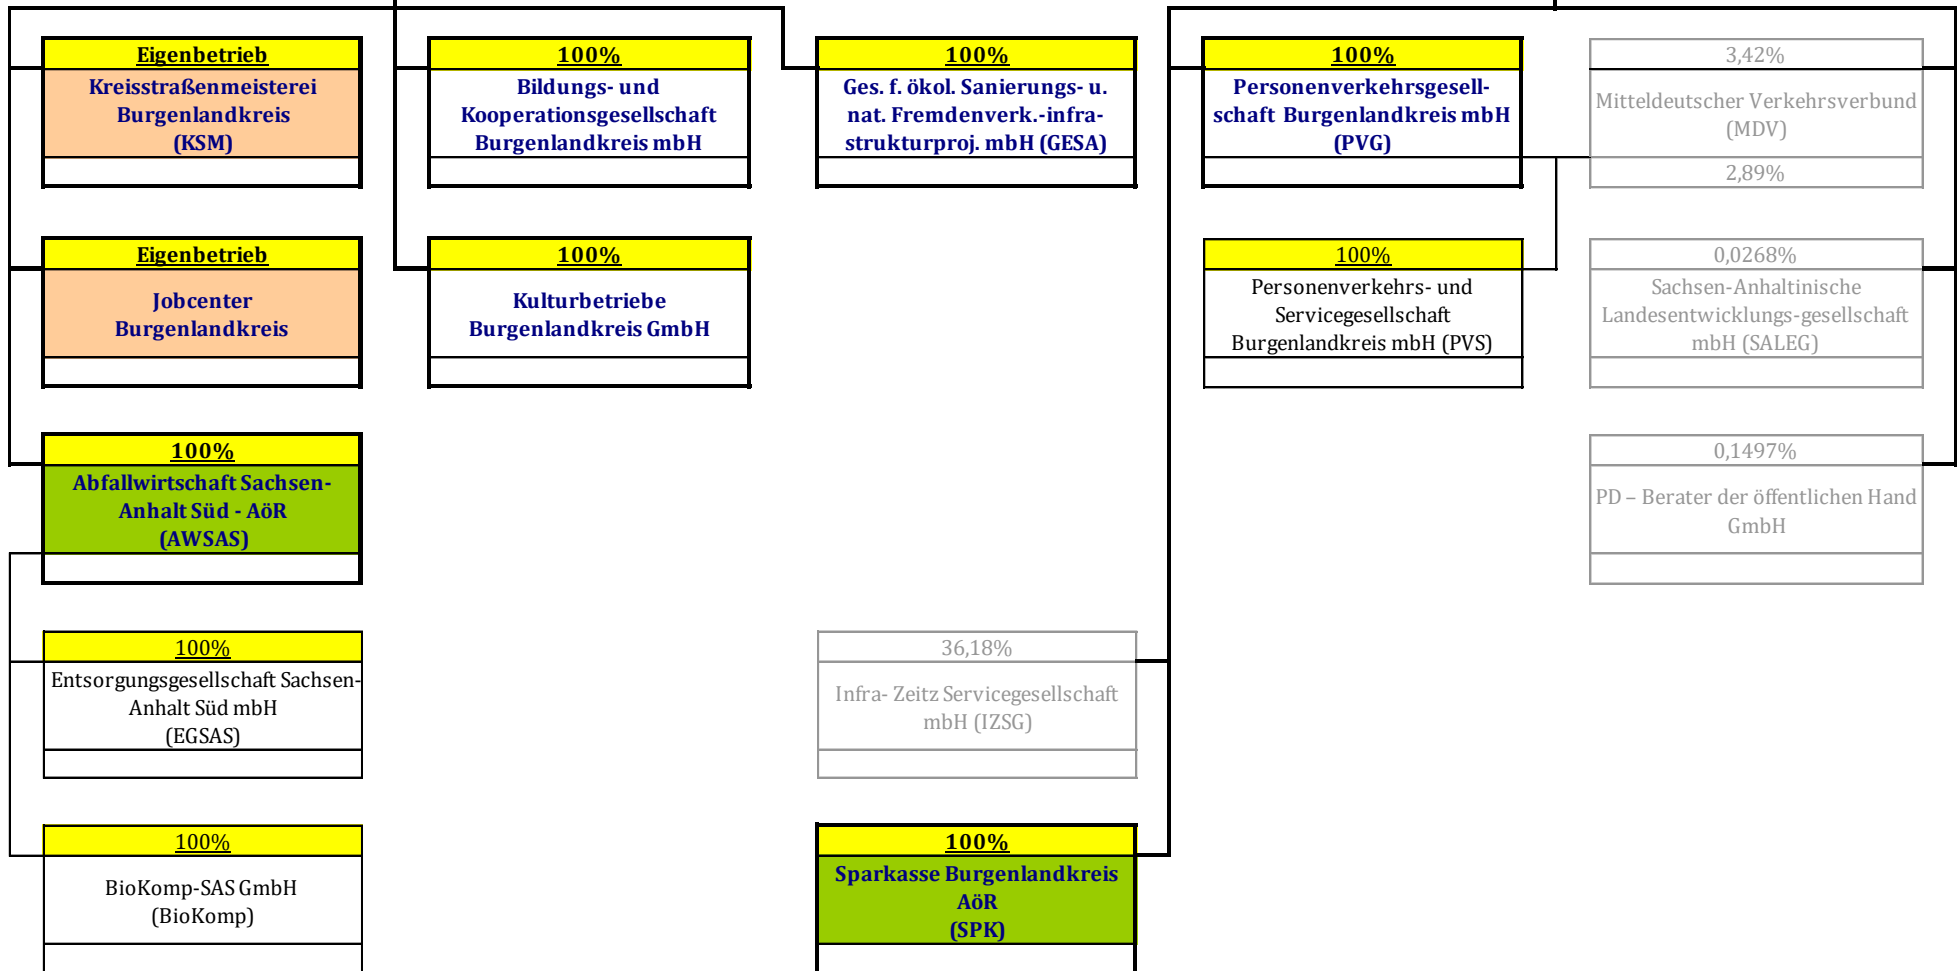 Eigenbetrieb
Kreisstraßenmeisterei
Burgenlandkreis
(KSM)
100%
Bildungs- und
Kooperationsgesellschaft
Burgenlandkreis mbH
100%
Ges. f. ökol. Sanierungs- u.
nat. Fremdenverk.-infra-
strukturproj. mbH (GESA)
100%
Personenverkehrsgesell-
schaft Burgenlandkreis mbH
(PVG)
3,42%
Mitteldeutscher Verkehrsverbund
(MDV)
2,89%
Eigenbetrieb
Jobcenter
Burgenlandkreis
100%
Kulturbetriebe
Burgenlandkreis GmbH
100%
Personenverkehrs- und
Servicegesellschaft
Burgenlandkreis mbH (PVS)
0,0268%
Sachsen-Anhaltinische
Landesentwicklungs-gesellschaft
mbH (SALEG)
100%
Abfallwirtschaft Sachsen-
Anhalt Süd - AöR
(AWSAS)
0,1497%
PD – Berater der öffentlichen Hand
GmbH
100%
Entsorgungsgesellschaft Sachsen-
Anhalt Süd mbH
(EGSAS)
36,18%
Infra- Zeitz Servicegesellschaft
mbH (IZSG)
100%
BioKomp-SAS GmbH
(BioKomp)
100%
Sparkasse Burgenlandkreis
AöR
(SPK)